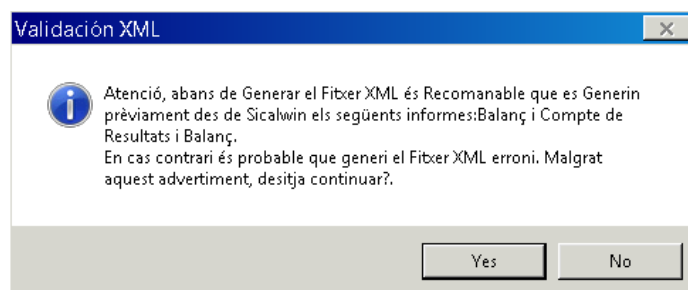 Validación XML
Atenció, abans de Generar el Fitxer XML és Recomanable que es Generin
prèviament des de Sicalwin els següents informes:Balanç i Compte de
Resultats i Balanç.
En cas contrari és probable que generi el Fitxer XML erroni. Malgrat
aquest advertiment, desitja continuar?.
Yes
No